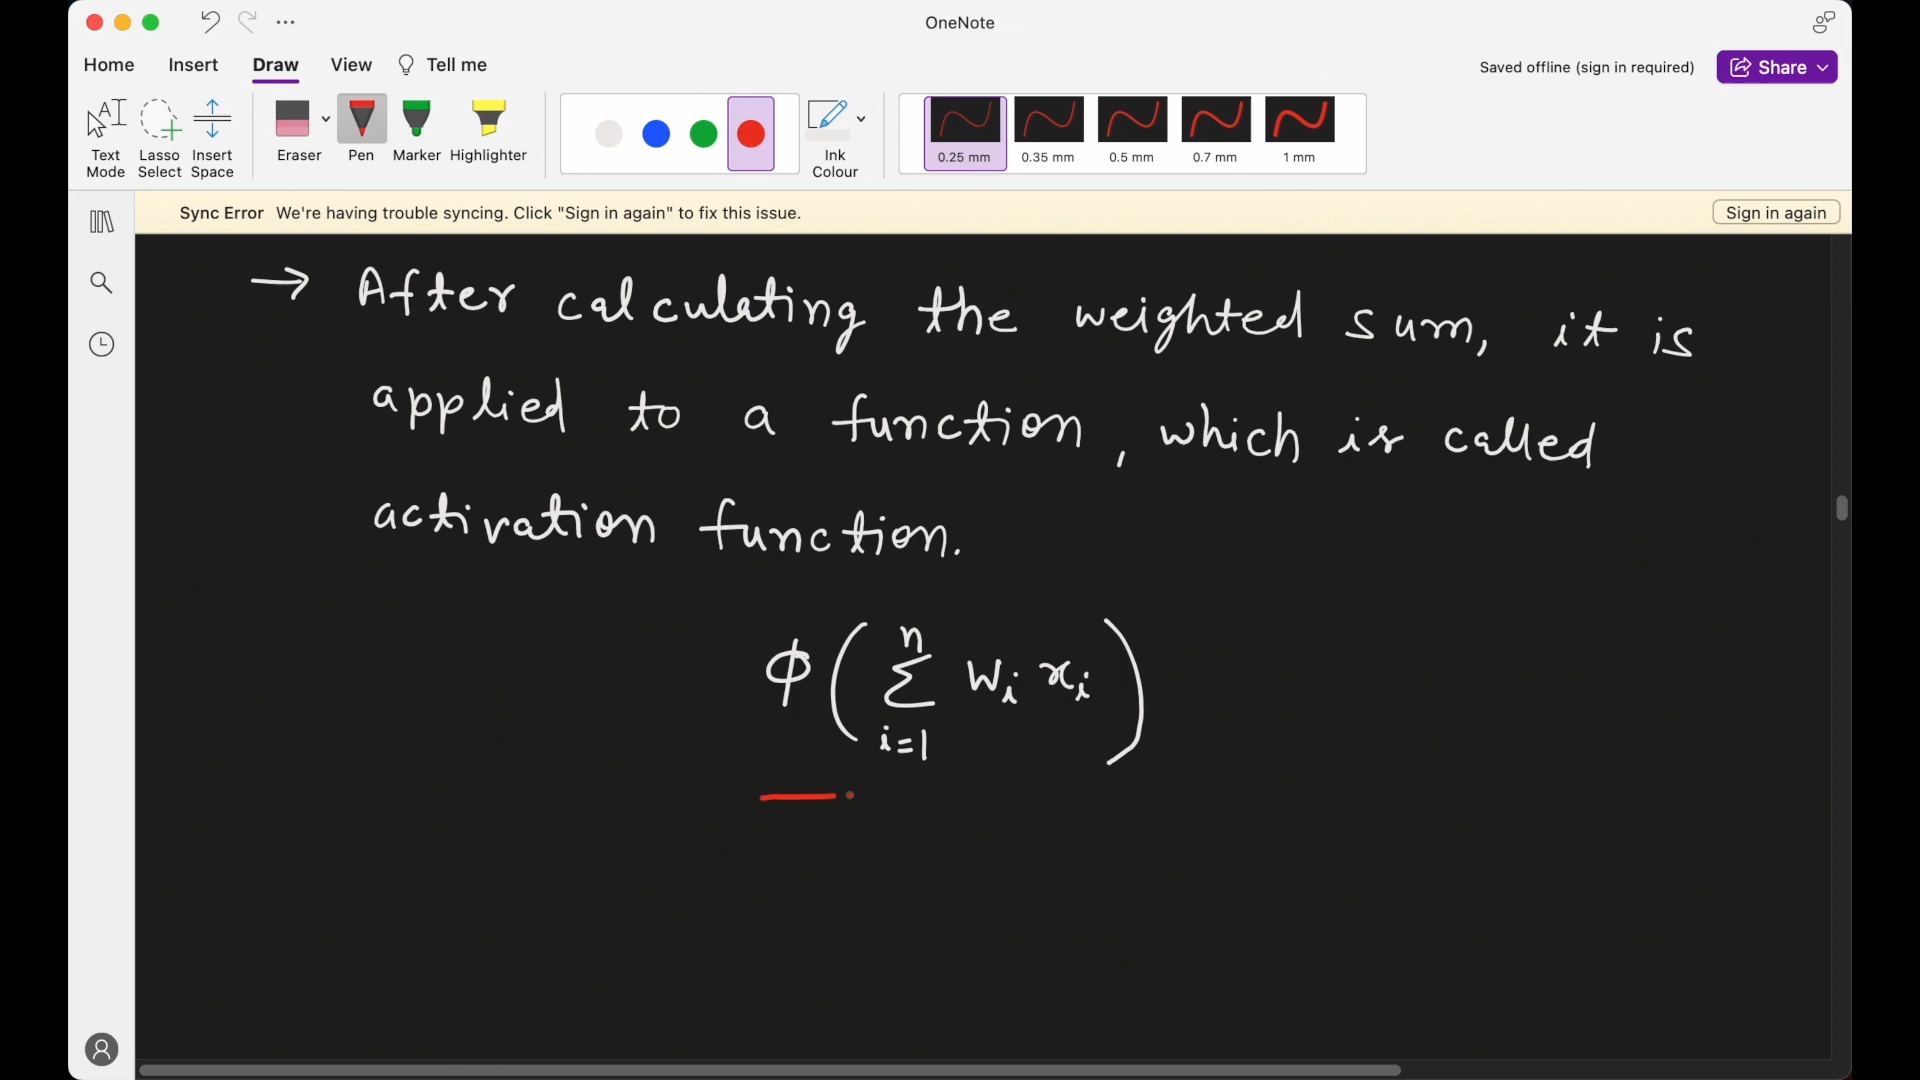 OneNote
Home Insert Draw View Tell me
Saved offline (sign in required) Share
Text Mode
Lasso Select
Insert Space
Eraser
Pen
Marker
Highlighter
Ink Colour
0.25 mm
0.35 mm
0.5 mm
0.7 mm
1 mm
Sync Error We're having trouble syncing. Click "Sign in again" to fix this issue. Sign in again
→ After calculating the weighted sum, it is
applied to a function, which is called
activation function.
ϕ ( Σ_{i=1}^{n} w_i x_i )